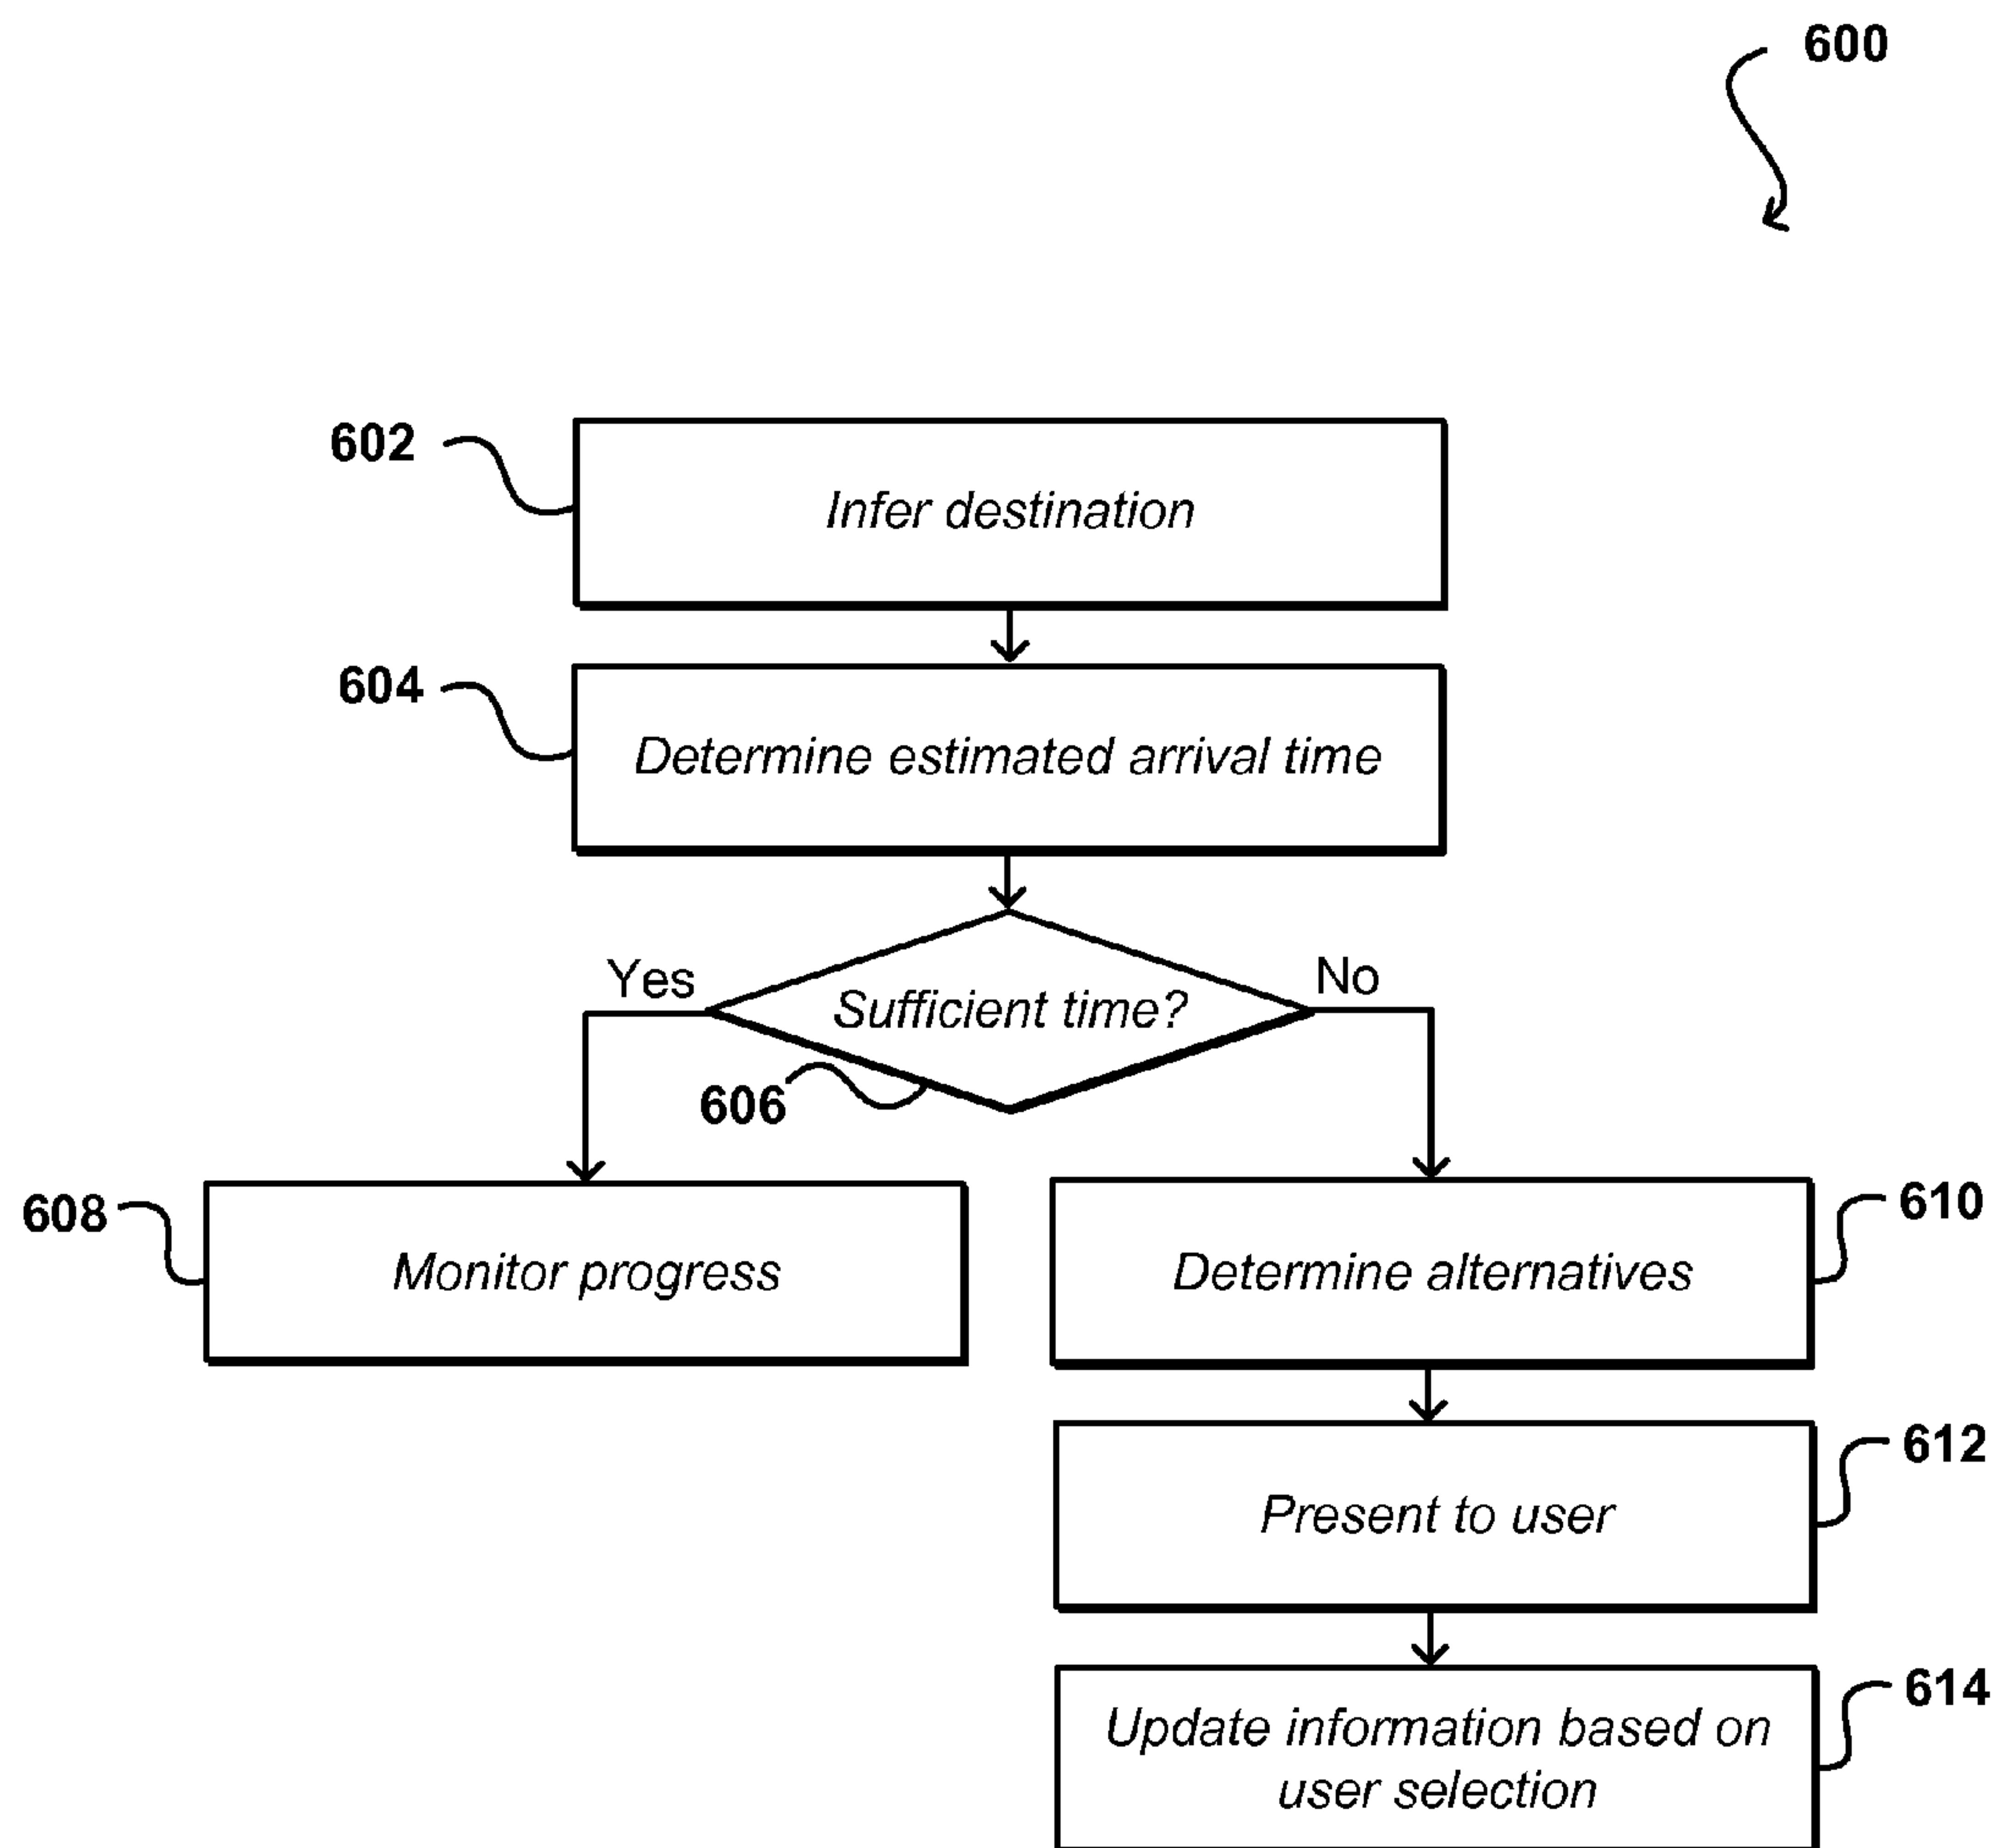 600
602
Infer destination
604
Determine estimated arrival time
Yes
No
Sufficient time?
606
608
Monitor progress
610
Determine alternatives
612
Present to user
614
Update information based on
user selection